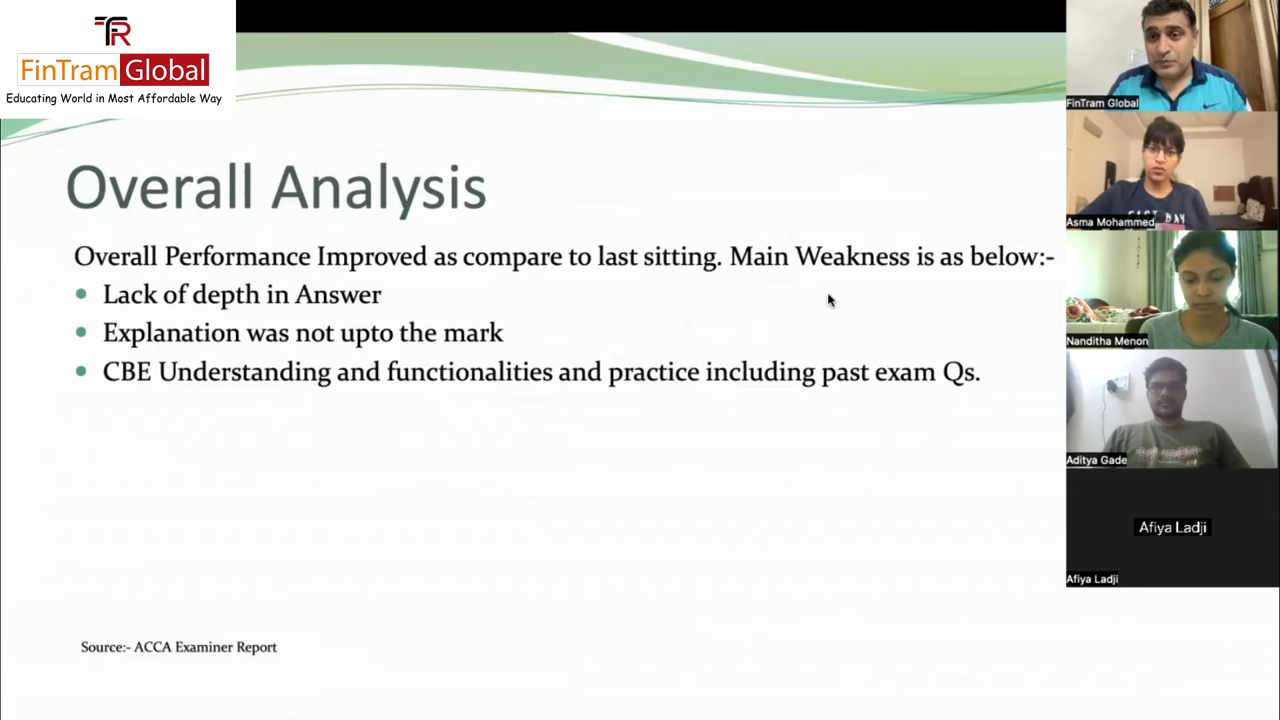 TR
FinTram Global
Educating World in Most Affordable Way
Overall Analysis
Overall Performance Improved as compare to last sitting. Main Weakness is as below:-
• Lack of depth in Answer
• Explanation was not upto the mark
• CBE Understanding and functionalities and practice including past exam Qs.
Source:- ACCA Examiner Report
FinTram Global
EAST BAY
Asma Mohammed
Nanditha Menon
Aditya Gade
Afiya Ladji
Afiya Ladji